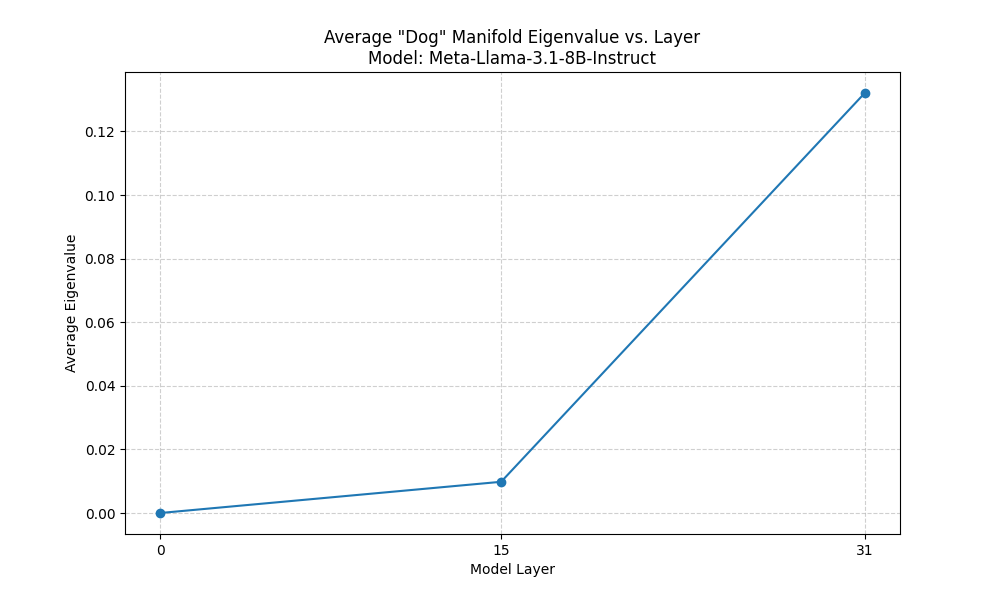 Average "Dog" Manifold Eigenvalue vs. Layer
Model: Meta-Llama-3.1-8B-Instruct
Average Eigenvalue
0.12
0.10
0.08
0.06
0.04
0.02
0.00
0 15 31
Model Layer